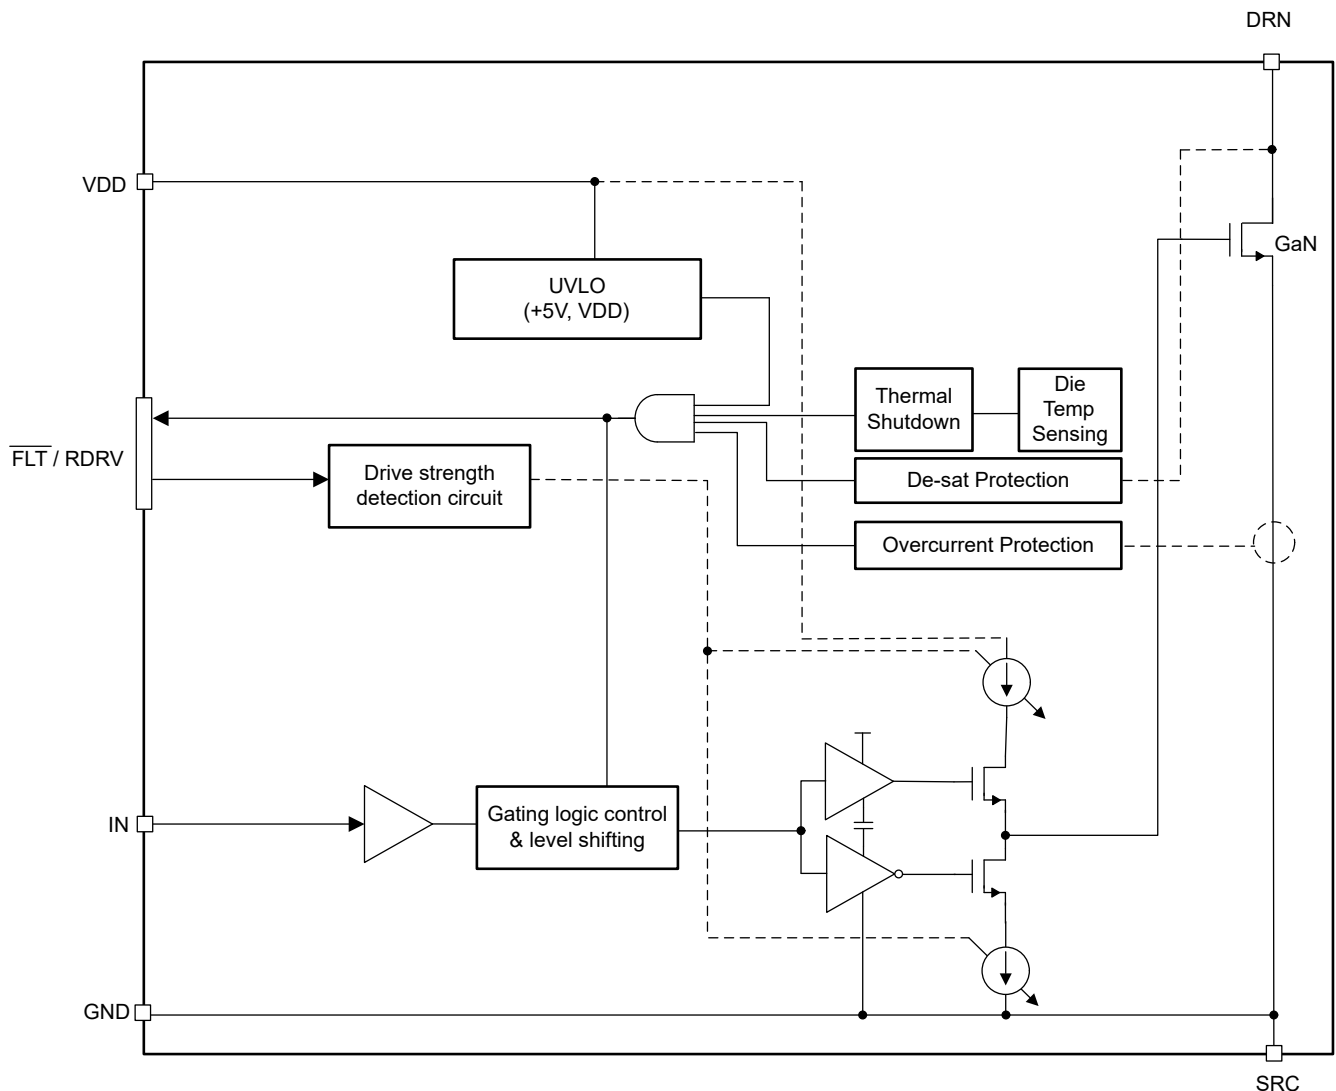 DRN
VDD
GaN
UVLO
(+5V, VDD)
Thermal
Shutdown
Die
Temp
Sensing
FLT / RDRV
Drive strength
detection circuit
De-sat Protection
Overcurrent Protection
IN
Gating logic control
& level shifting
GND
SRC